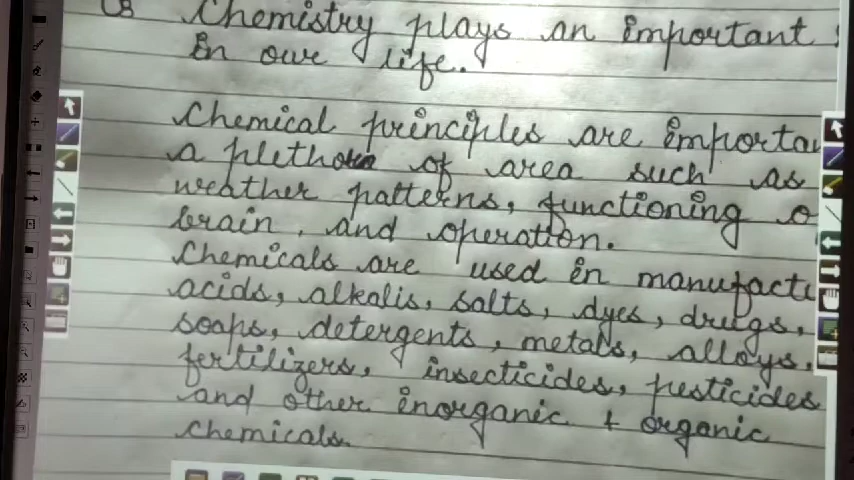 Chemistry plays an important
in our life.
Chemical principles are importa
a plethora of area such as
weather patterns, functioning o
brain, and operation.
Chemicals are used in manufactu
acids, alkalis, salts, dyes, drugs,
soaps, detergents, metals, alloys,
fertilizers, insecticides, pesticides
and other inorganic + organic
chemicals.